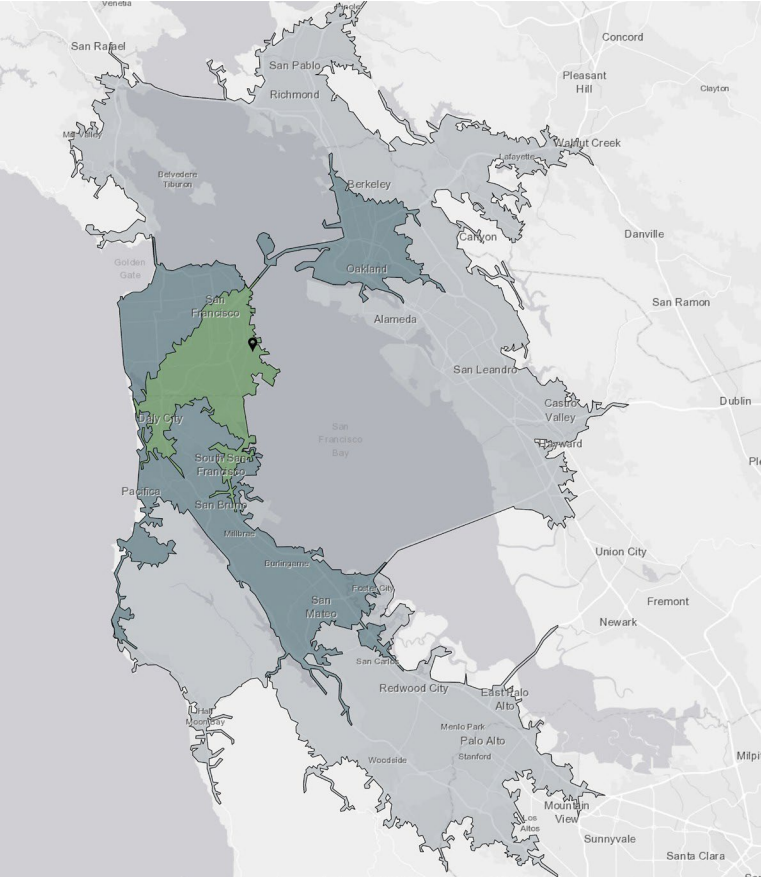 Venetia
Pinole
San Rafael
Concord
San Pablo
Pleasant
Hill
Clayton
Richmond
Mill Valley
Walnut Creek
Lafayette
Belvedere
Tiburon
Berkeley
Canyon
Danville
Golden
Gate
Oakland
San
Francisco
San Ramon
Alameda
San Leandro
Castro
Valley
Dublin
Daly City
San
Francisco
Bay
Hayward
South San
Francisco
Pacifica
San Bruno
Millbrae
Burlingame
Union City
Foster City
San
Mateo
Fremont
Newark
San Carlos
Redwood City
East Palo
Alto
Half
Moon Bay
Menlo Park
Palo Alto
Stanford
Woodside
Milpi
Mountain
View
Los
Altos
Sunnyvale
Santa Clara